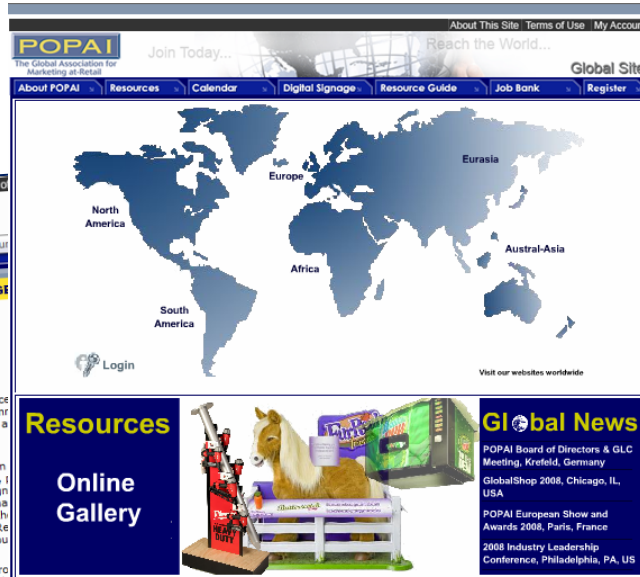 About This Site | Terms of Use | My Accou
POPAI
The Global Association for
Marketing at-Retail
Join Today...
Reach the World...
Global Site
About POPAI
Resources
Calendar
Digital Signage
Resource Guide
Job Bank
Register
Europe
Eurasia
North
America
Austral-Asia
Africa
South
America
Login
Visit our websites worldwide
Resources
Online
Gallery
HEAVY
DUTY
Global News
POPAI Board of Directors & GLC
Meeting, Krefeld, Germany
GlobalShop 2008, Chicago, IL,
USA
POPAI European Show and
Awards 2008, Paris, France
2008 Industry Leadership
Conference, Philadelphia, PA, US